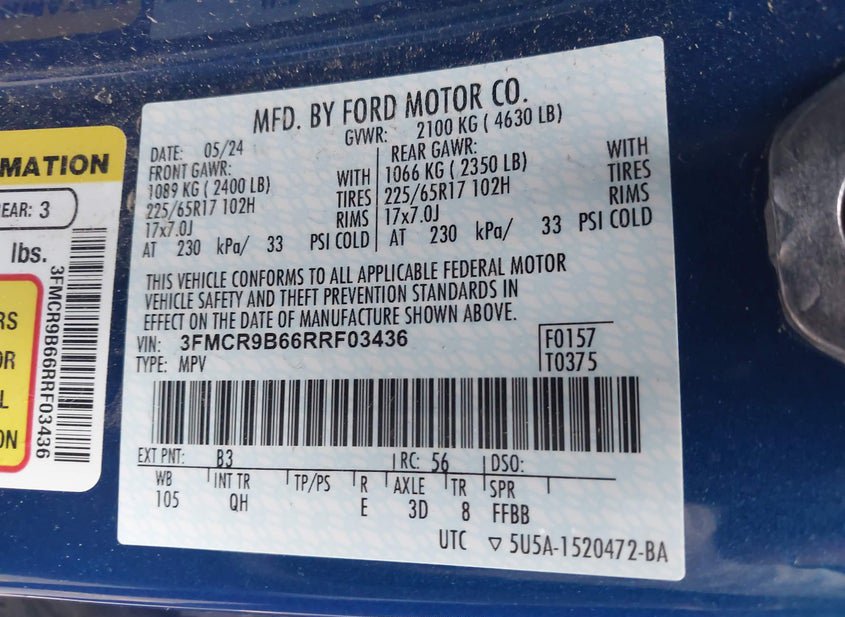 MATION
EAR: 3
lbs.
RS
OR
L
ON
3FMCR9B66RRF03436
MFD. BY FORD MOTOR CO.
DATE: 05/24 GVWR: 2100 KG ( 4630 LB)
FRONT GAWR: REAR GAWR:
1089 KG ( 2400 LB) WITH 1066 KG ( 2350 LB) WITH
225/65R17 102H TIRES 225/65R17 102H TIRES
17x7.0J RIMS 17x7.0J RIMS
AT 230 kPa/ 33 PSI COLD AT 230 kPa/ 33 PSI COLD
THIS VEHICLE CONFORMS TO ALL APPLICABLE FEDERAL MOTOR
VEHICLE SAFETY AND THEFT PREVENTION STANDARDS IN
EFFECT ON THE DATE OF MANUFACTURE SHOWN ABOVE.
VIN: 3FMCR9B66RRF03436 F0157
TYPE: MPV T0375
EXT PNT: B3 RC: 56 DSO:
WB INT TR TP/PS R AXLE TR SPR
105 QH E 3D 8 FFBB
UTC ▽ 5U5A-1520472-BA